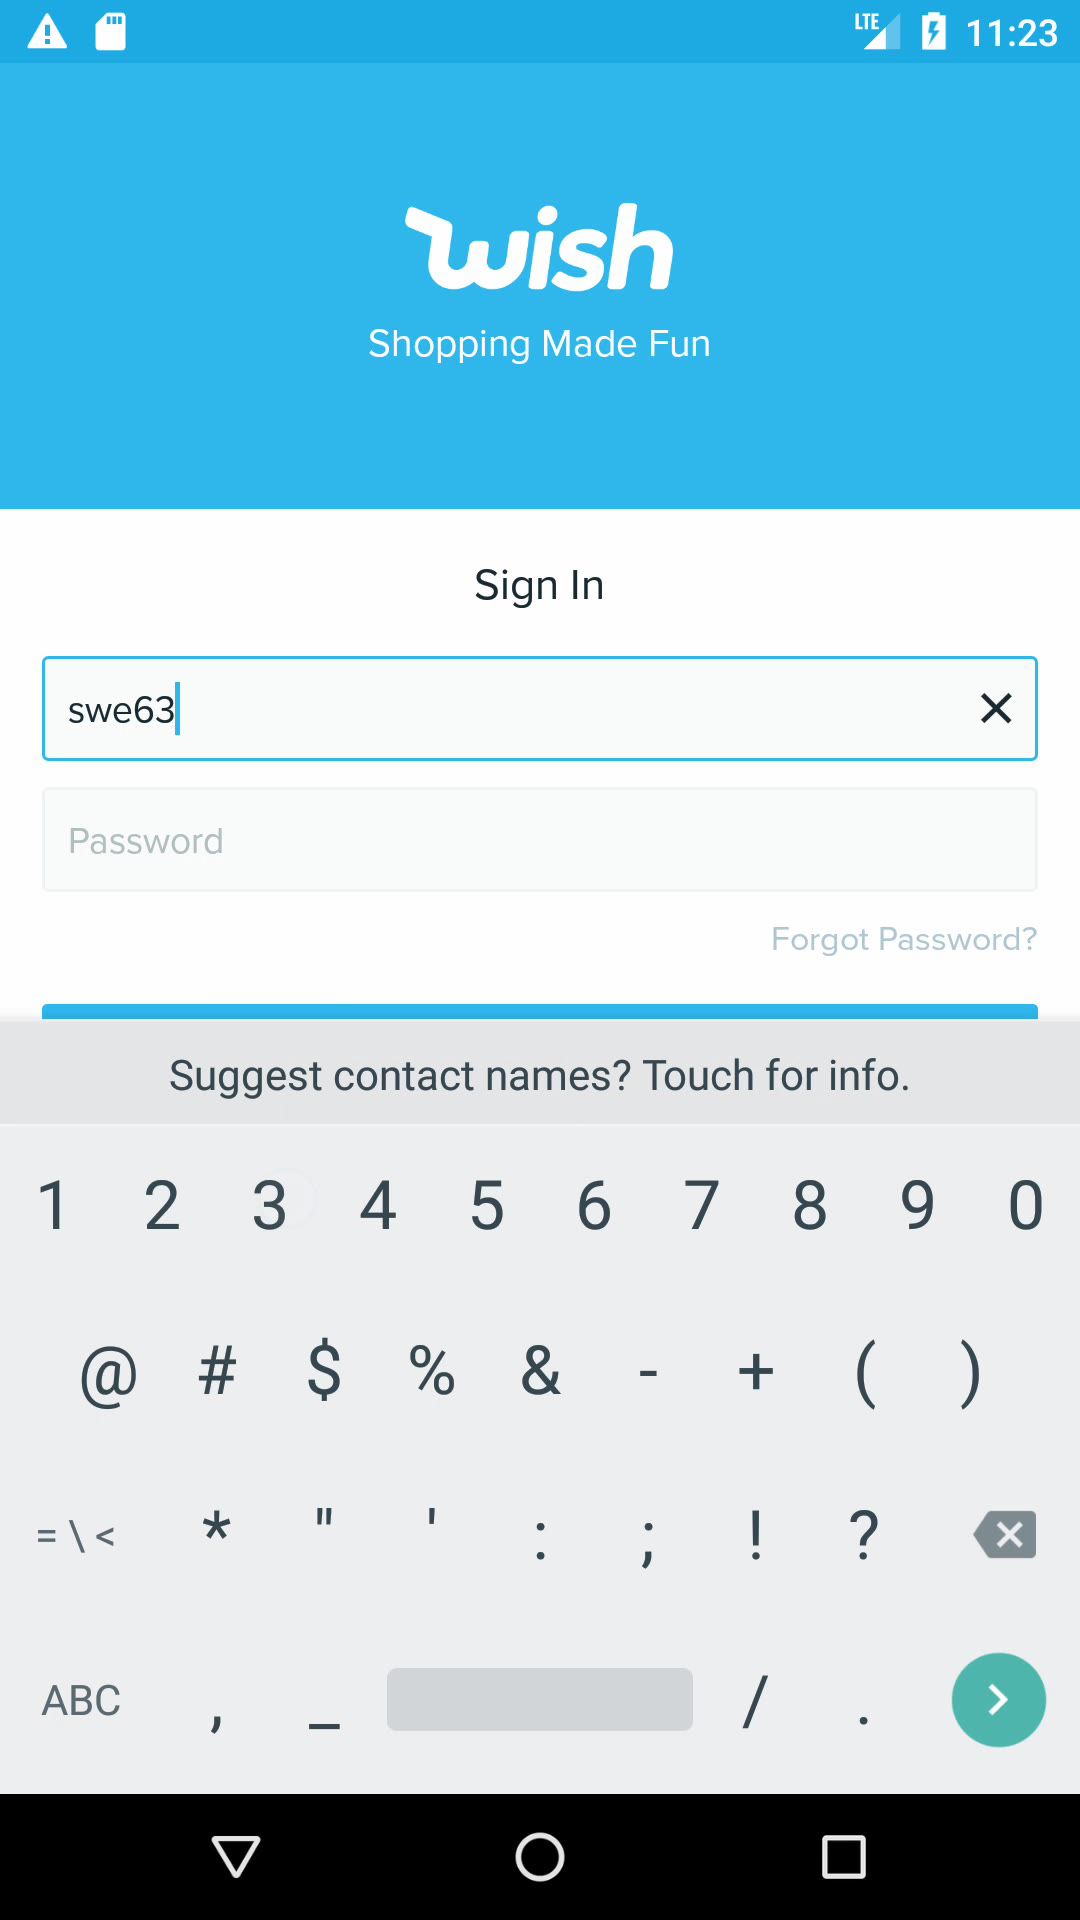 LTE 11:23
wish
Shopping Made Fun
Sign In
swe63
Password
Forgot Password?
Suggest contact names? Touch for info.
1 2 3 4 5 6 7 8 9 0
@ # $ % & - + ( )
= \ < * " ' : ; ! ?
ABC , _ / .